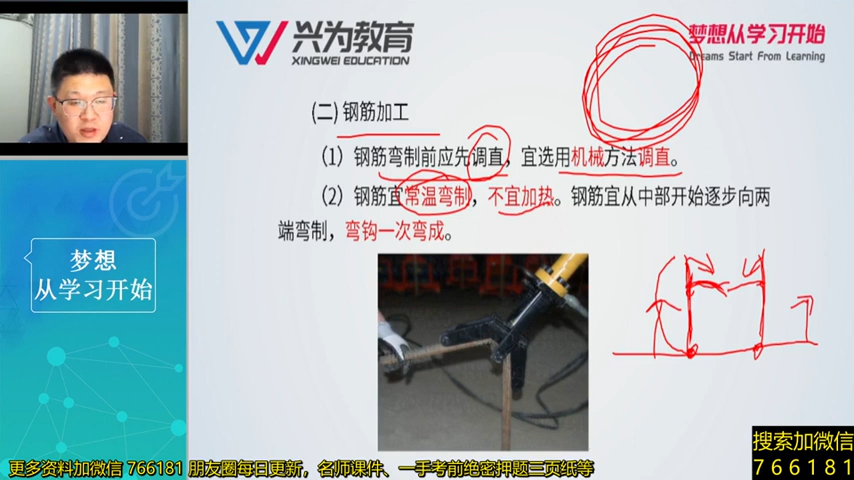 兴为教育
XINGWEI EDUCATION
梦想从学习开始
Dreams Start From Learning
(二) 钢筋加工
（1）钢筋弯制前应先调直，宜选用机械方法调直。
（2）钢筋宜常温弯制，不宜加热。钢筋宜从中部开始逐步向两
端弯制，弯钩一次弯成。
梦想
从学习开始
搜索加微信
766181
更多资料加微信 766181 朋友圈每日更新，名师课件、一手考前绝密押题三页纸等